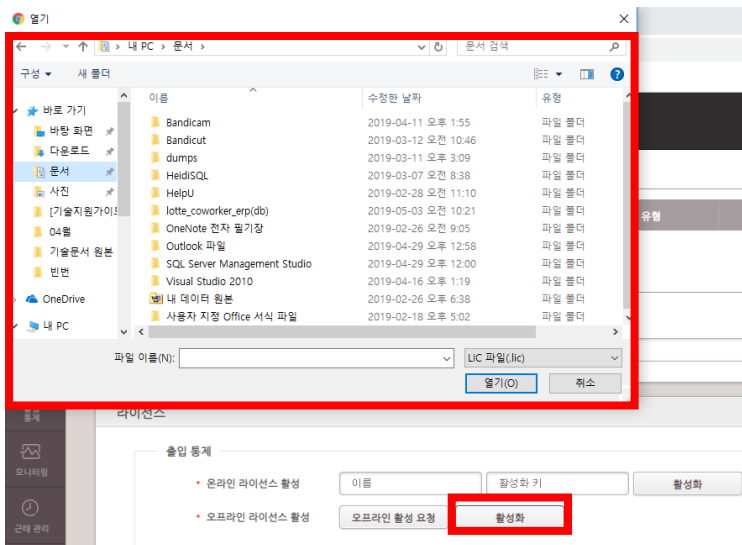 열기
내 PC > 문서 >
문서 검색
구성 새 폴더
이름 수정한 날짜 유형
바로 가기
바탕 화면
다운로드
문서
사진
[기술지원가이드
04월
기술문서 원본
빈번
OneDrive
내 PC
Bandicam 2019-04-11 오후 1:55 파일 폴더
Bandicut 2019-03-12 오전 10:46 파일 폴더
dumps 2019-03-11 오후 3:09 파일 폴더
HeidiSQL 2019-03-07 오전 8:38 파일 폴더
HelpU 2019-02-28 오전 11:10 파일 폴더
lotte_coworker_erp(db) 2019-05-03 오전 10:21 파일 폴더
OneNote 전자 필기장 2019-02-26 오전 9:05 파일 폴더
Outlook 파일 2019-04-29 오후 12:58 파일 폴더
SQL Server Management Studio 2019-04-29 오후 12:00 파일 폴더
Visual Studio 2010 2019-04-16 오후 1:19 파일 폴더
내 데이터 원본 2019-02-26 오후 6:38 파일 폴더
사용자 지정 Office 서식 파일 2019-02-18 오후 5:02 파일 폴더
파일 이름(N):
LIC 파일(.lic)
열기(O) 취소
유형
통제
모니터링
근태 관리
라이선스
출입 통제
• 온라인 라이선스 활성 이름 활성화 키 활성화
• 오프라인 라이선스 활성 오프라인 활성 요청 활성화